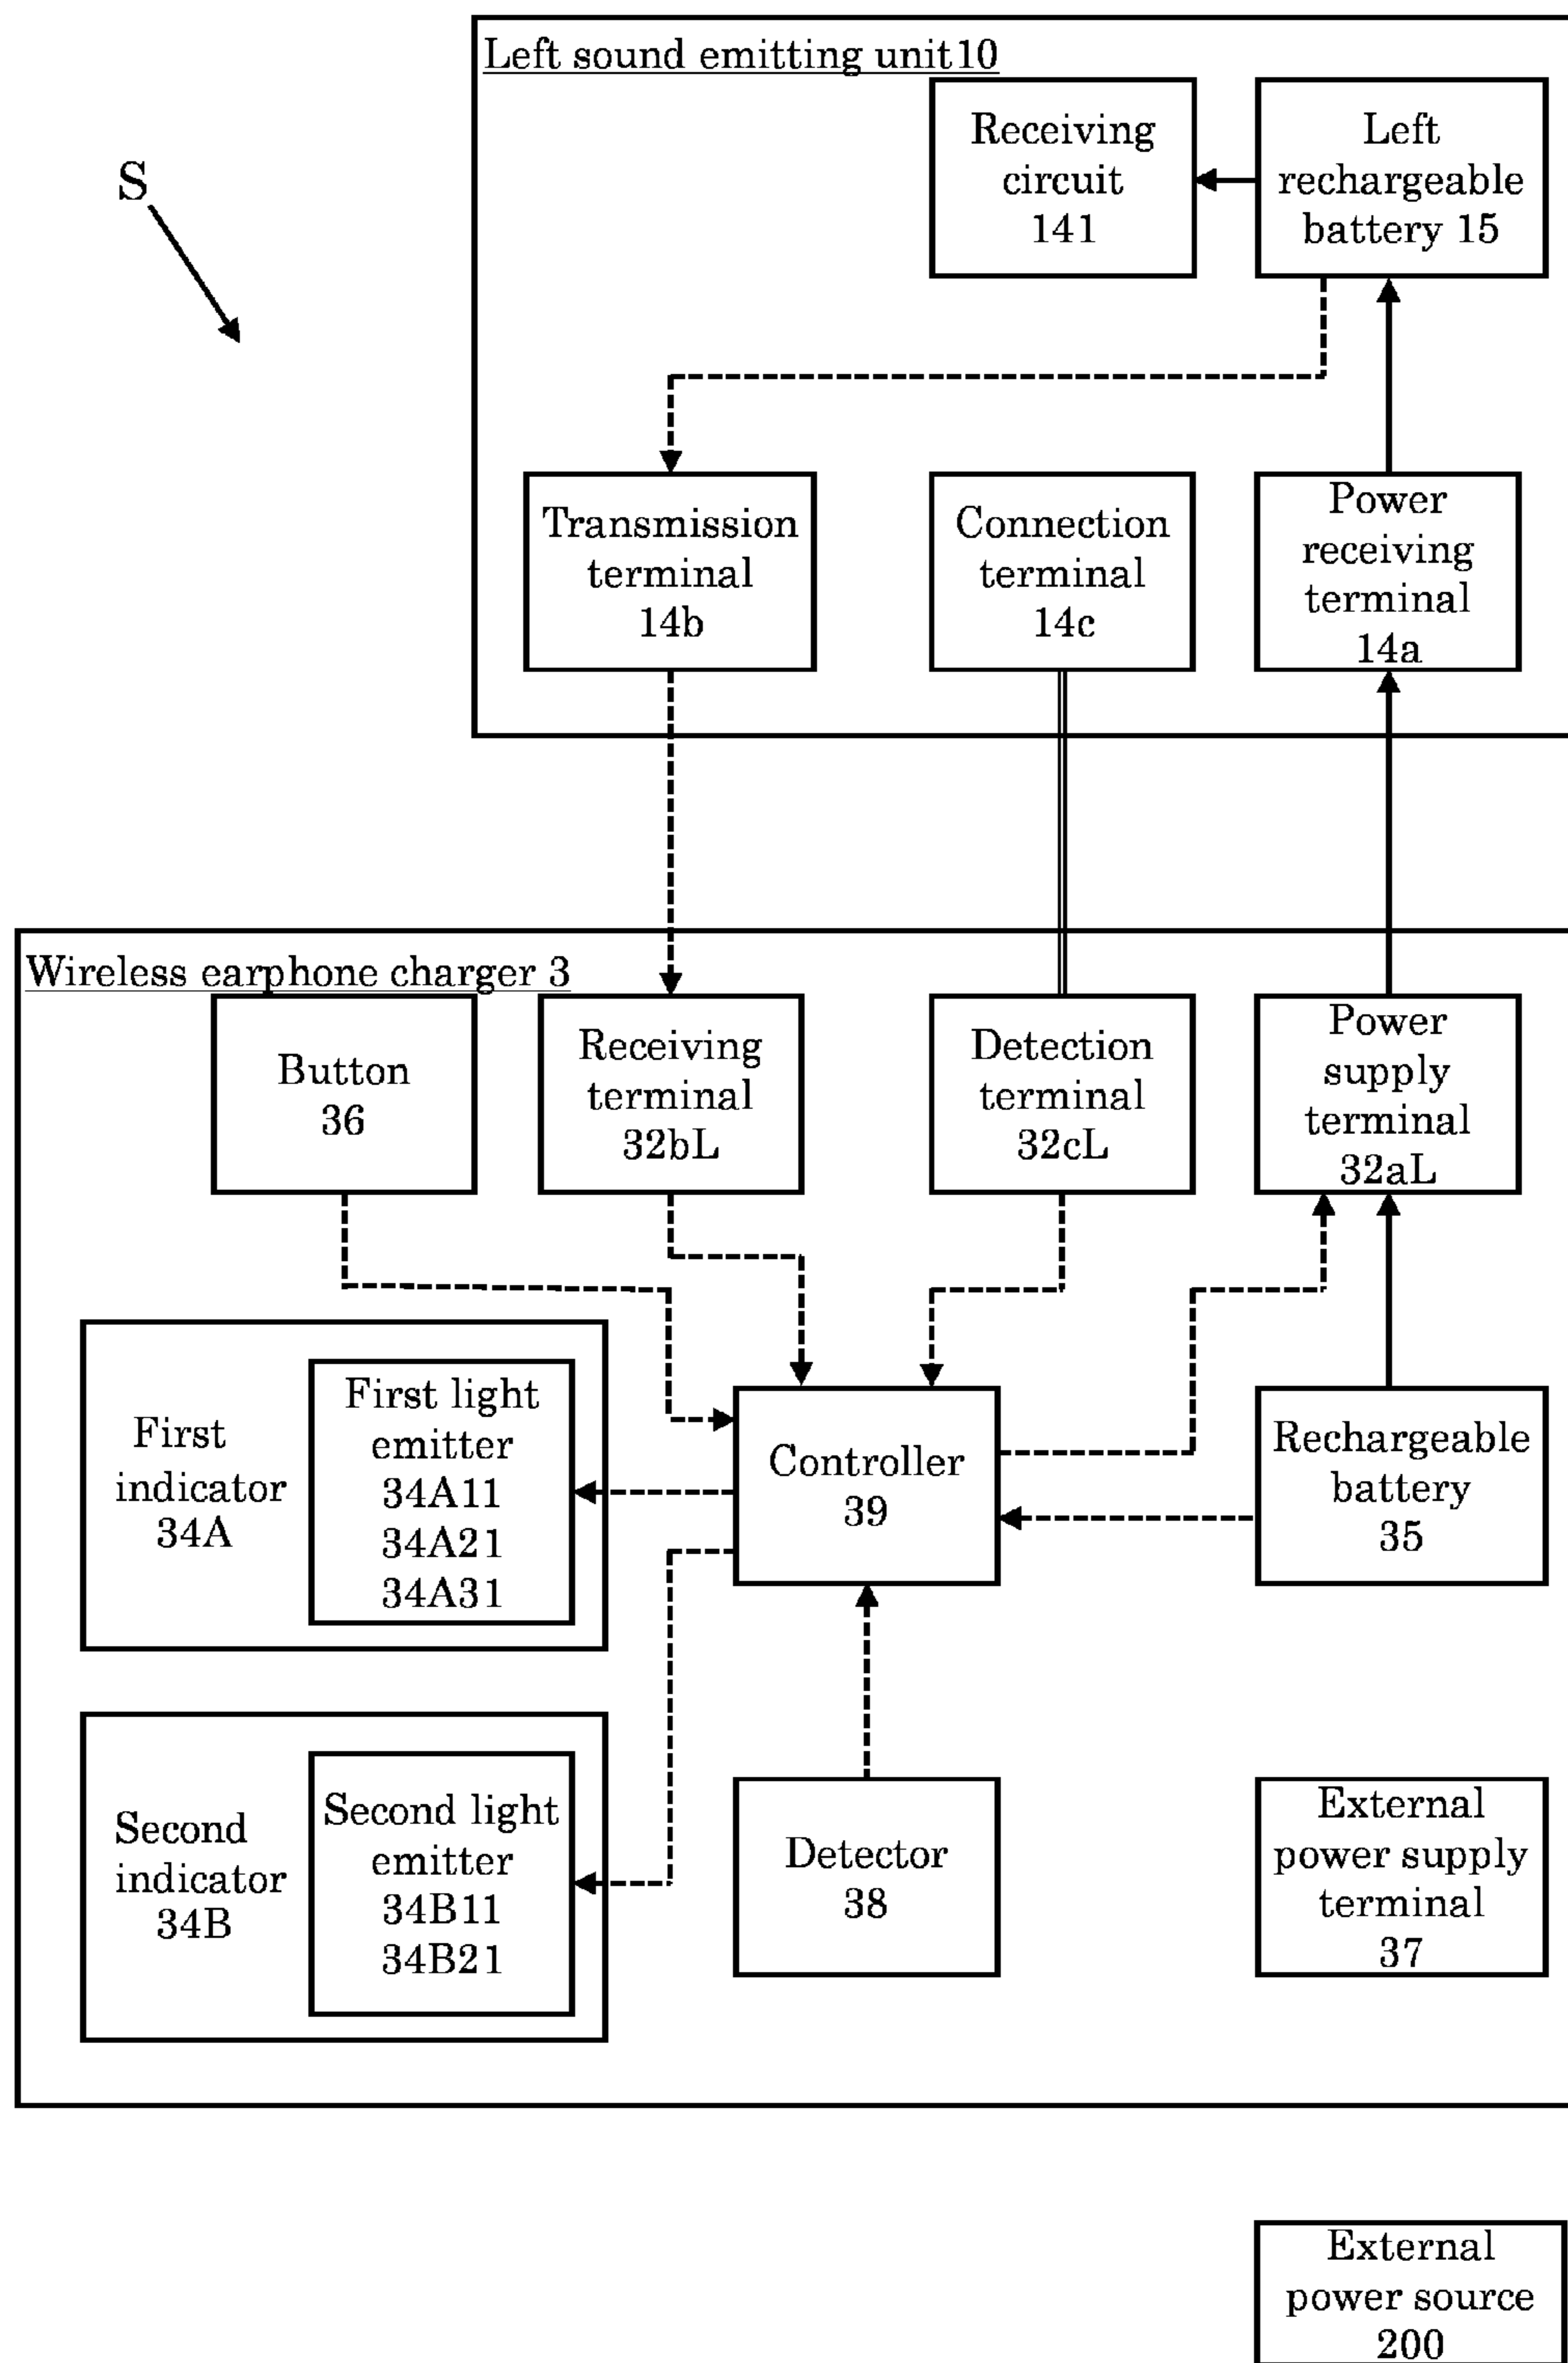 Left sound emitting unit10
Receiving
circuit
141
Left
rechargeable
battery 15
S
Transmission
terminal
14b
Connection
terminal
14c
Power
receiving
terminal
14a
Wireless earphone charger 3
Button
36
Receiving
terminal
32bL
Detection
terminal
32cL
Power
supply
terminal
32aL
First
indicator
34A
First light
emitter
34A11
34A21
34A31
Controller
39
Rechargeable
battery
35
Second
indicator
34B
Second light
emitter
34B11
34B21
Detector
38
External
power supply
terminal
37
External
power source
200